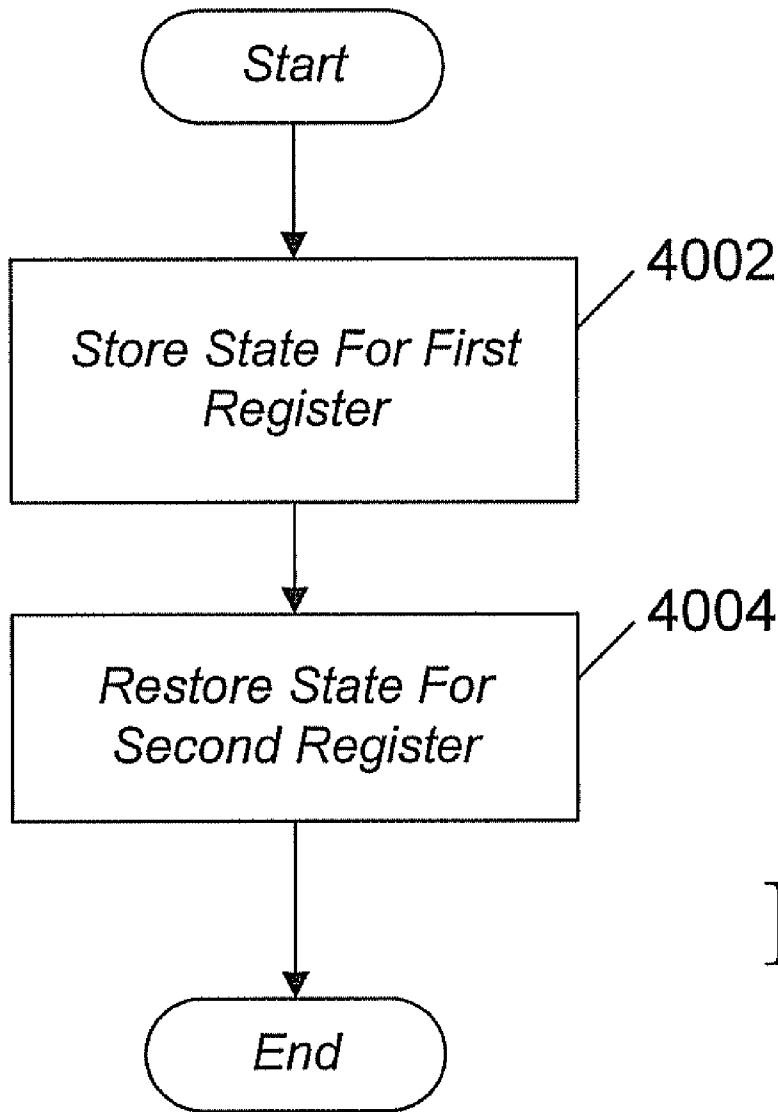 Start
4002
Store State For First
Register
4004
Restore State For
Second Register
End